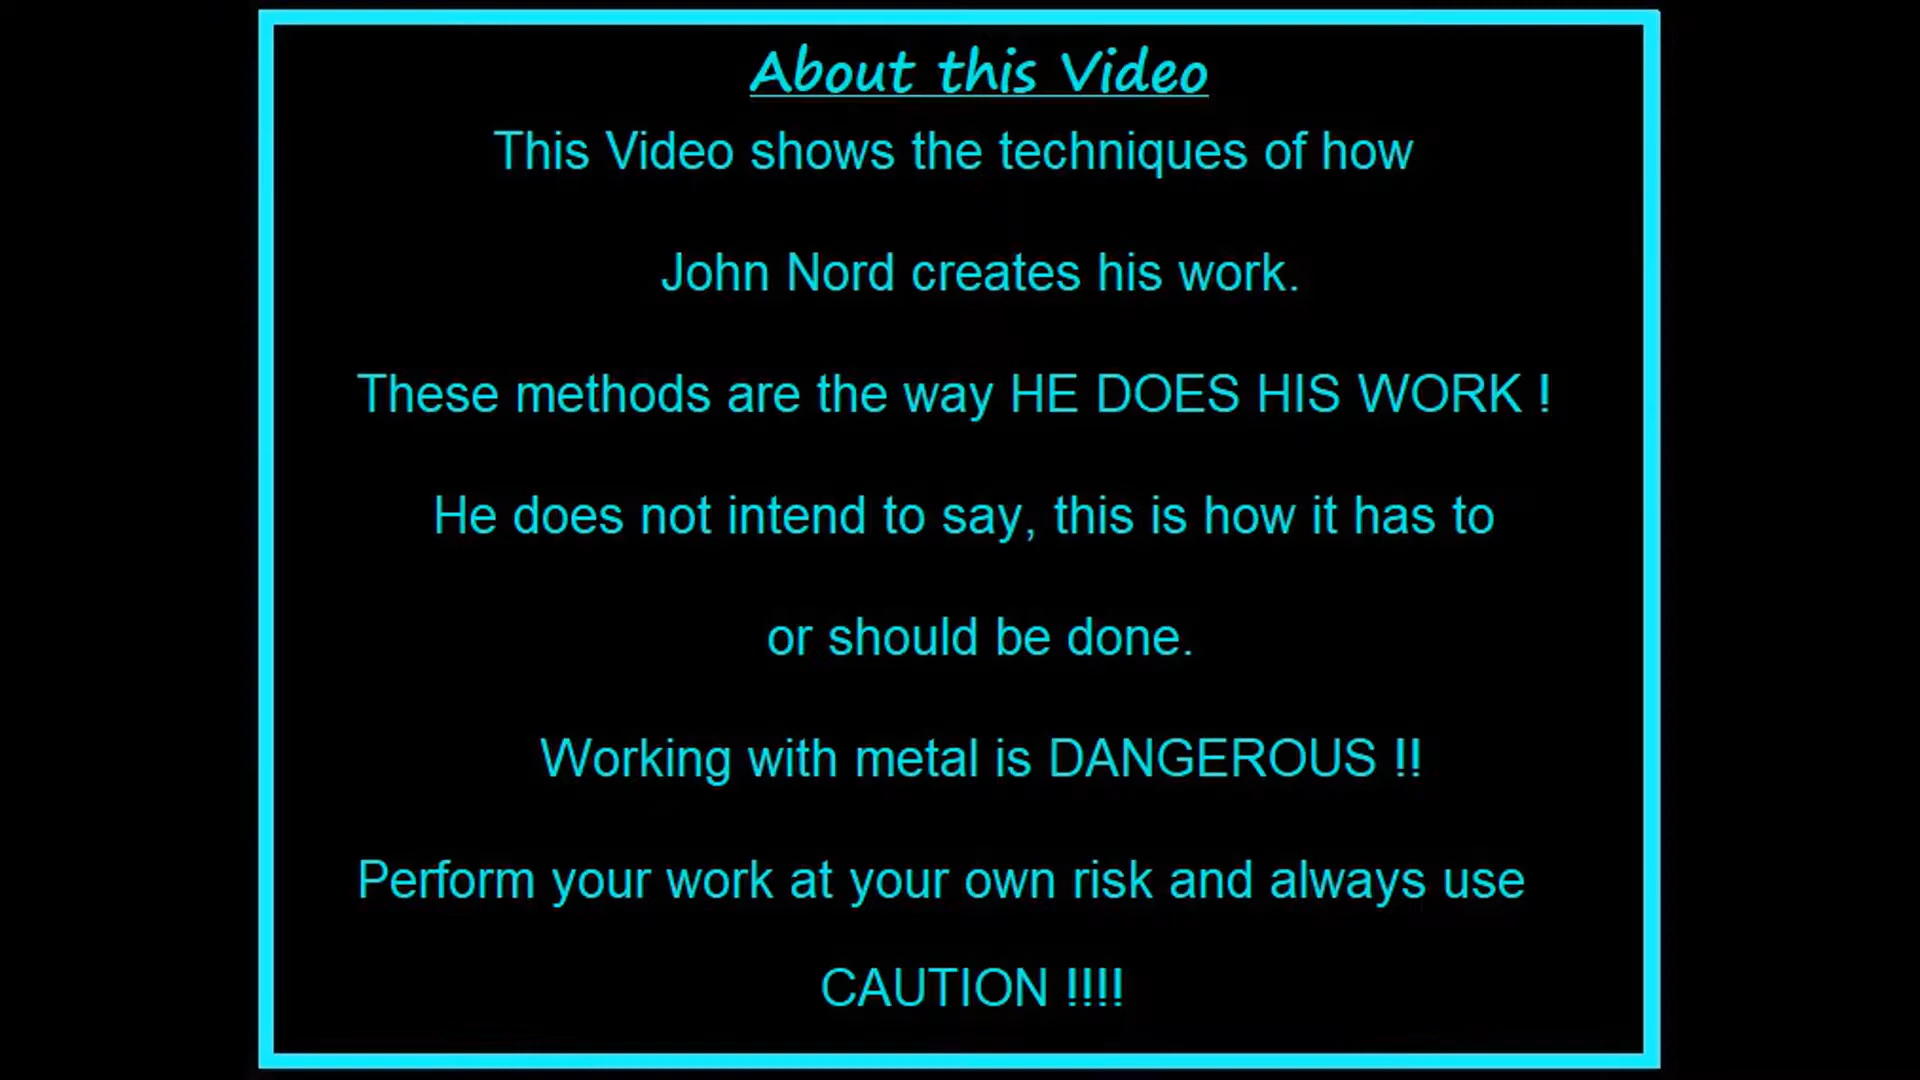 About this Video
This Video shows the techniques of how
John Nord creates his work.
These methods are the way HE DOES HIS WORK !
He does not intend to say, this is how it has to
or should be done.
Working with metal is DANGEROUS !!
Perform your work at your own risk and always use
CAUTION !!!!